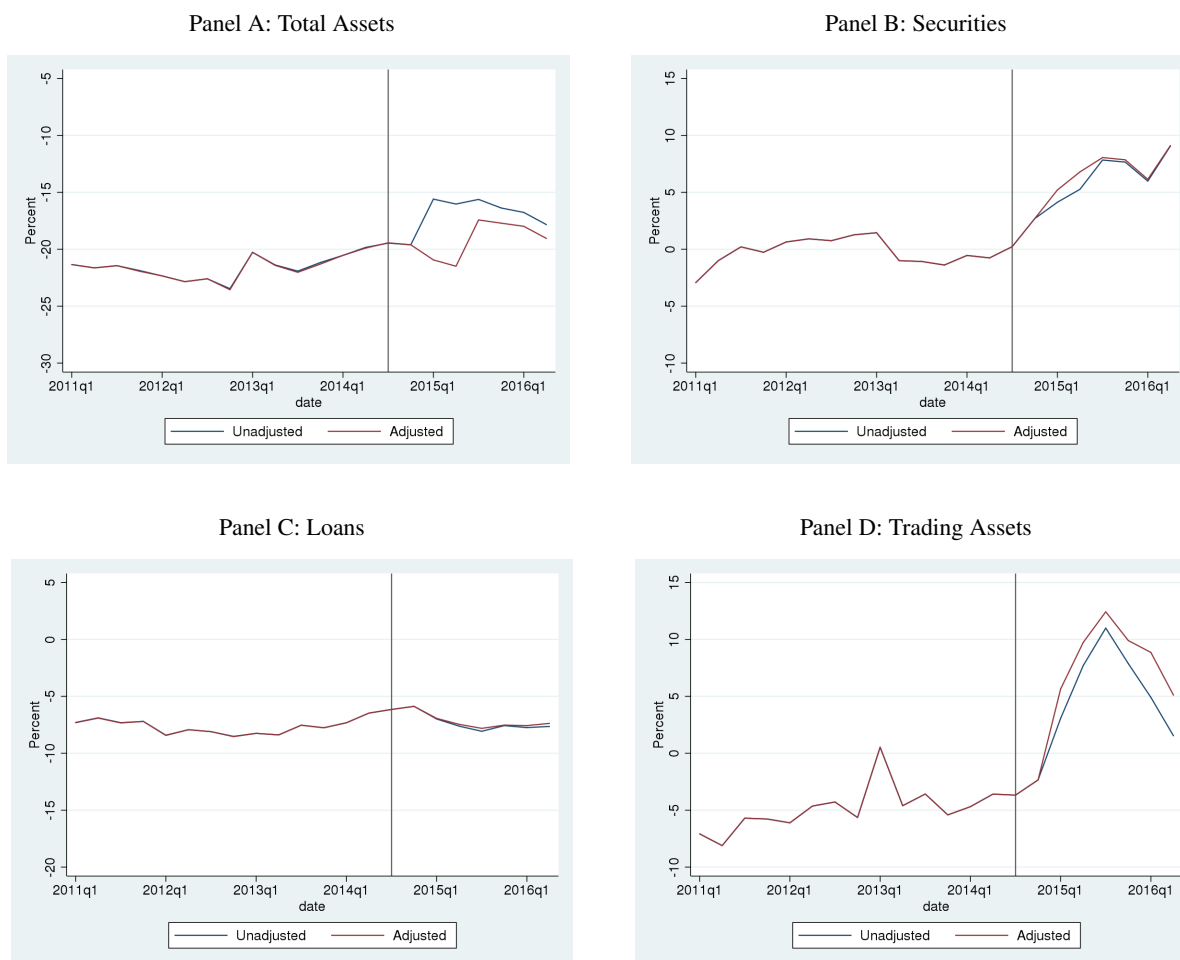 Panel A: Total Assets
Percent
-5
-10
-15
-20
-25
-30
2011q1 2012q1 2013q1 2014q1 2015q1 2016q1
date
Unadjusted Adjusted
Panel B: Securities
Percent
15
10
5
0
-5
-10
2011q1 2012q1 2013q1 2014q1 2015q1 2016q1
date
Unadjusted Adjusted
Panel C: Loans
Percent
5
0
-5
-10
-15
-20
2011q1 2012q1 2013q1 2014q1 2015q1 2016q1
date
Unadjusted Adjusted
Panel D: Trading Assets
Percent
15
10
5
0
-5
-10
2011q1 2012q1 2013q1 2014q1 2015q1 2016q1
date
Unadjusted Adjusted